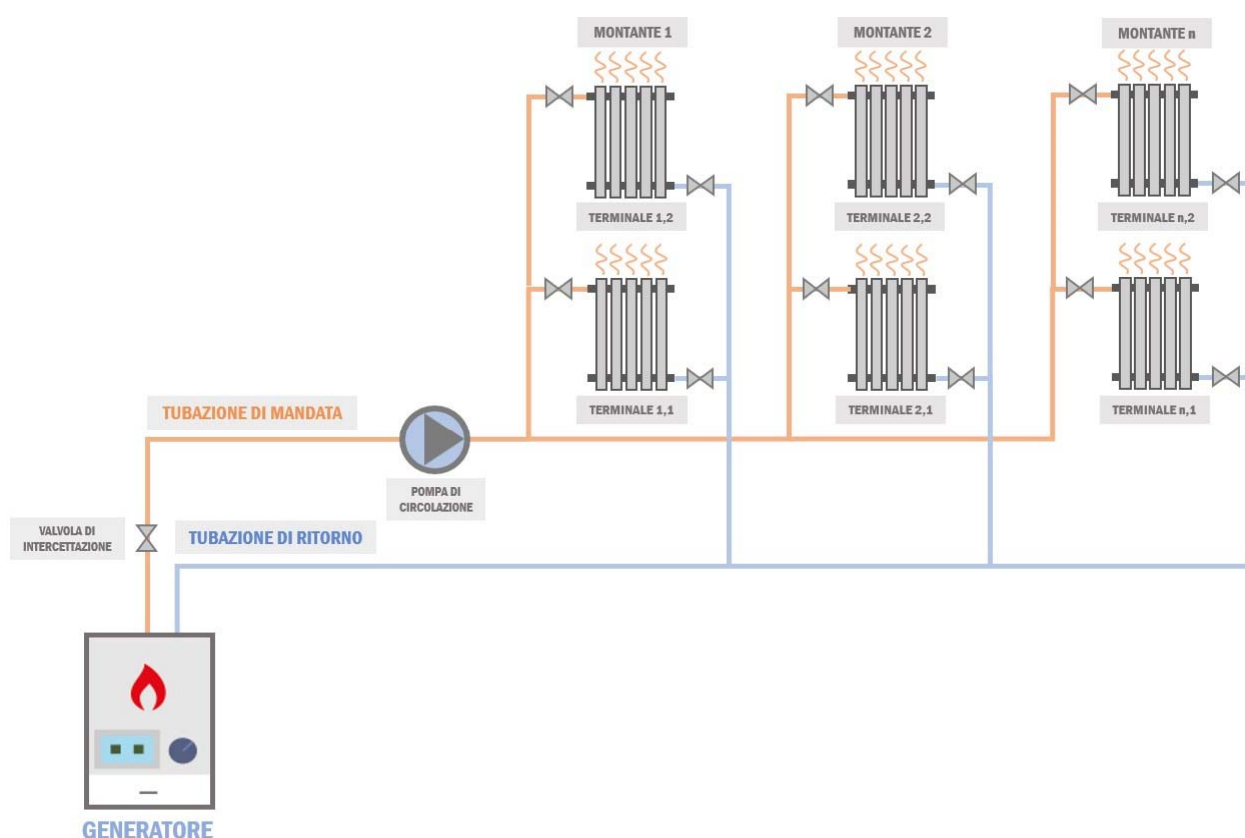 MONTANTE 1
MONTANTE 2
MONTANTE n
TERMINALE 1,2
TERMINALE 2,2
TERMINALE n,2
TERMINALE 1,1
TERMINALE 2,1
TERMINALE n,1
TUBAZIONE DI MANDATA
POMPA DI
CIRCOLAZIONE
VALVOLA DI
INTERCETTAZIONE
TUBAZIONE DI RITORNO
GENERATORE